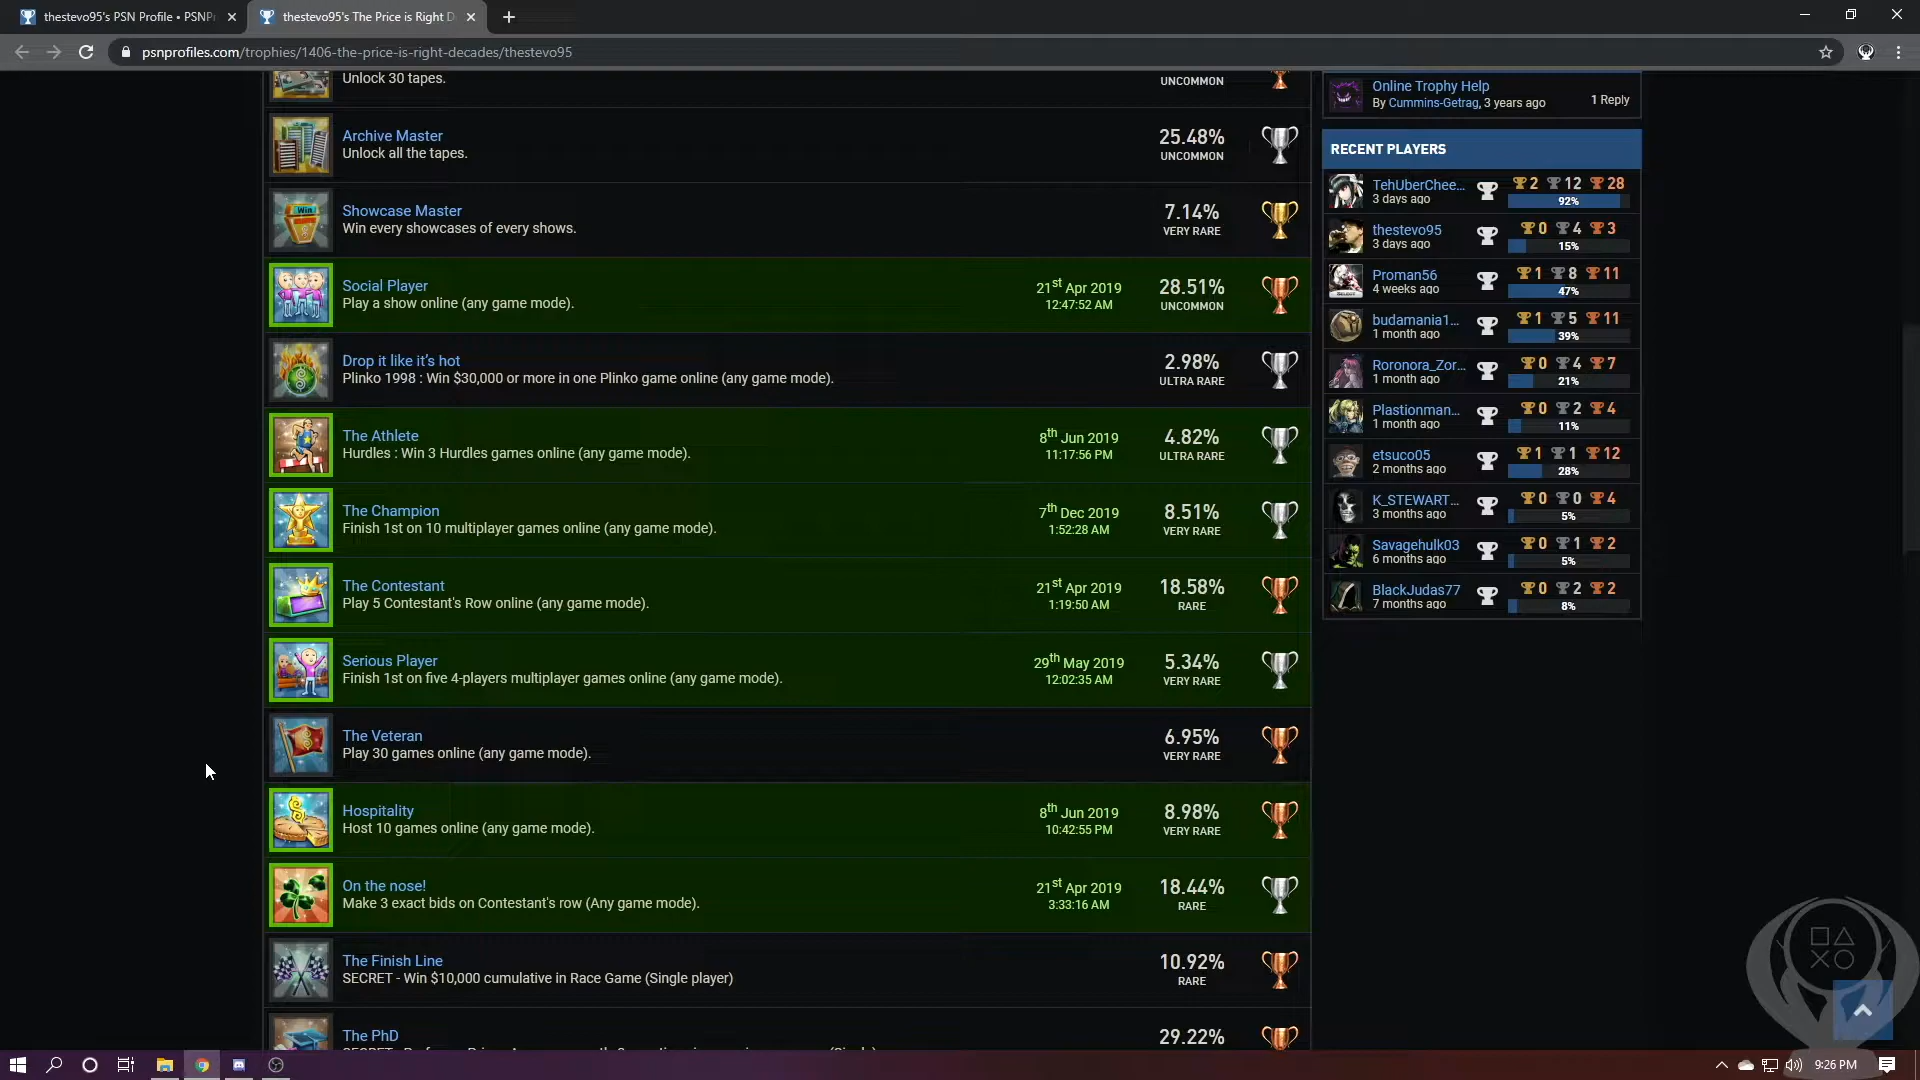 thestevo95's PSN Profile • PSNPr
thestevo95's The Price is Right D
psnprofiles.com/trophies/1406-the-price-is-right-decades/thestevo95
Unlock 30 tapes.
UNCOMMON
Archive Master
Unlock all the tapes.
25.48%
UNCOMMON
Showcase Master
Win every showcases of every shows.
7.14%
VERY RARE
Social Player
Play a show online (any game mode).
21st Apr 2019
12:47:52 AM
28.51%
UNCOMMON
Drop it like it's hot
Plinko 1998 : Win $30,000 or more in one Plinko game online (any game mode).
2.98%
ULTRA RARE
The Athlete
Hurdles : Win 3 Hurdles games online (any game mode).
8th Jun 2019
11:17:56 PM
4.82%
ULTRA RARE
The Champion
Finish 1st on 10 multiplayer games online (any game mode).
7th Dec 2019
1:52:28 AM
8.51%
VERY RARE
The Contestant
Play 5 Contestant's Row online (any game mode).
21st Apr 2019
1:19:50 AM
18.58%
RARE
Serious Player
Finish 1st on five 4-players multiplayer games online (any game mode).
29th May 2019
12:02:35 AM
5.34%
VERY RARE
The Veteran
Play 30 games online (any game mode).
6.95%
VERY RARE
Hospitality
Host 10 games online (any game mode).
8th Jun 2019
10:42:55 PM
8.98%
VERY RARE
On the nose!
Make 3 exact bids on Contestant's row (Any game mode).
21st Apr 2019
3:33:16 AM
18.44%
RARE
The Finish Line
SECRET - Win $10,000 cumulative in Race Game (Single player)
10.92%
RARE
The PhD
29.22%
Online Trophy Help
By Cummins-Getrag, 3 years ago
1 Reply
RECENT PLAYERS
TehUberChee...
3 days ago
2 12 28
92%
thestevo95
3 days ago
0 4 3
15%
Proman56
4 weeks ago
1 8 11
47%
budamania1...
1 month ago
1 5 11
39%
Roronora_Zor...
1 month ago
0 4 7
21%
Plastionman...
1 month ago
0 2 4
11%
etsuco05
2 months ago
1 1 12
28%
K_STEWART...
3 months ago
0 0 4
5%
Savagehulk03
6 months ago
0 1 2
5%
BlackJudas77
7 months ago
0 2 2
8%
9:26 PM